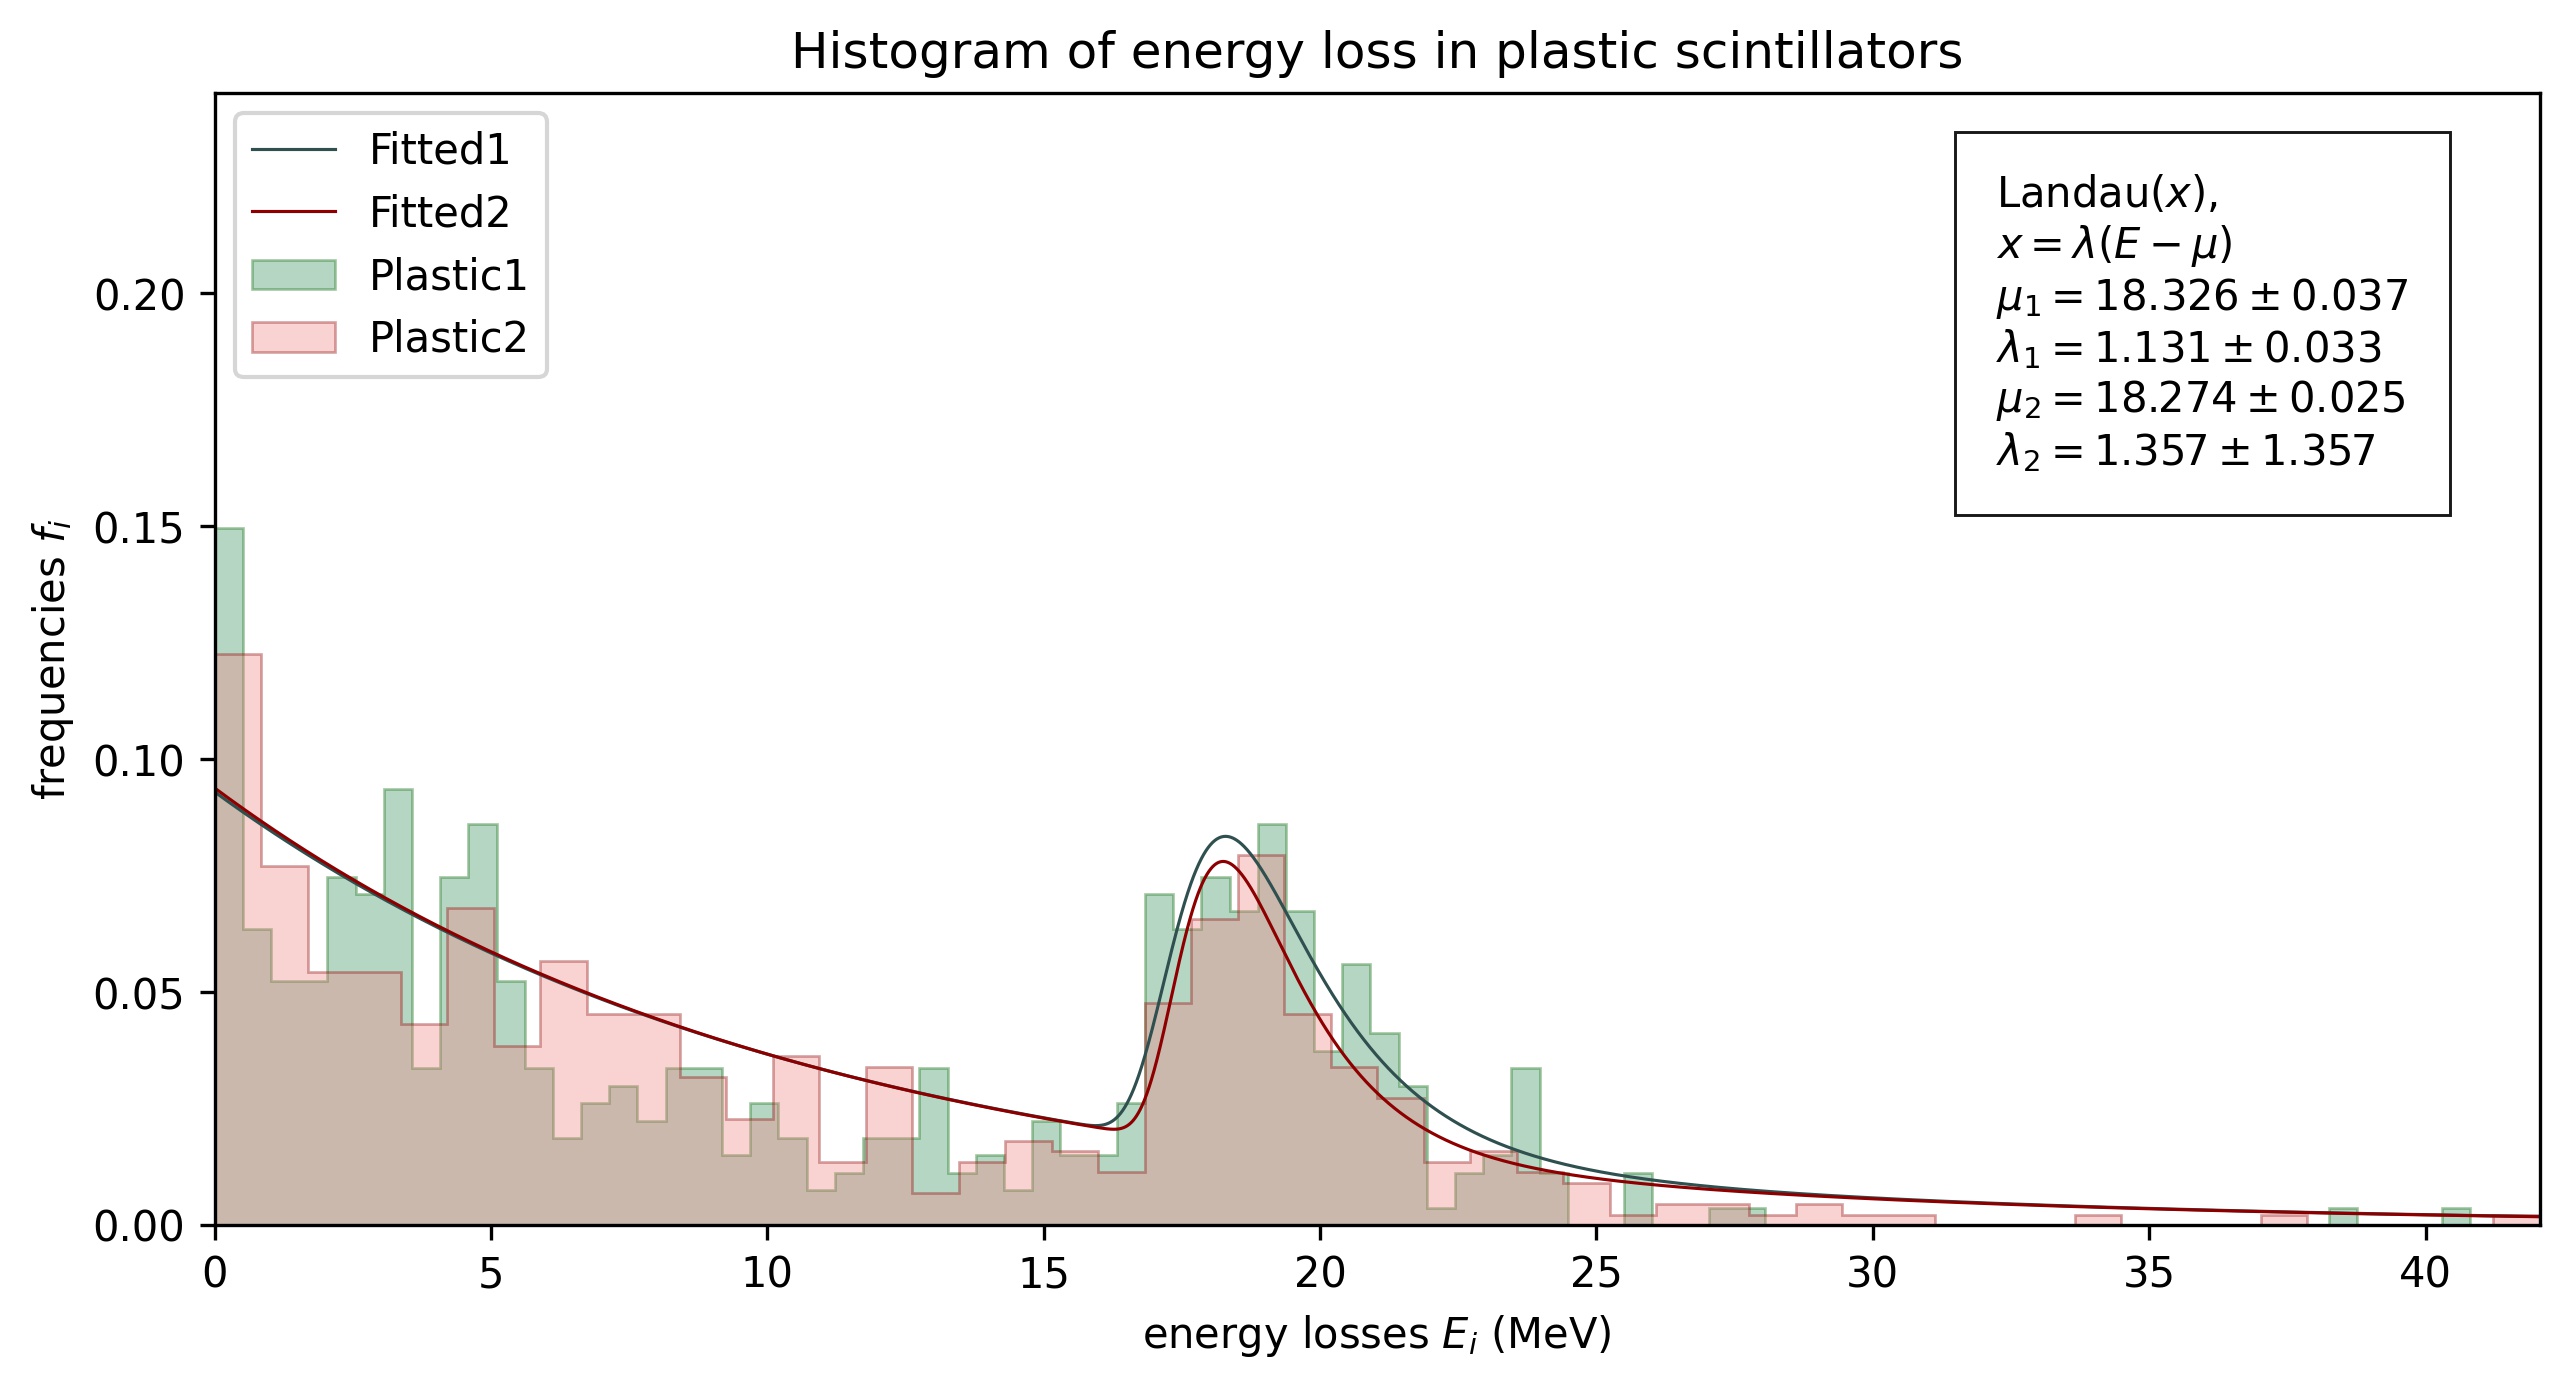 Histogram of energy loss in plastic scintillators
Fitted1
Fitted2
Plastic1
Plastic2
Landau(x),
x = λ(E − μ)
μ₁ = 18.326 ± 0.037
λ₁ = 1.131 ± 0.033
μ₂ = 18.274 ± 0.025
λ₂ = 1.357 ± 1.357
frequencies fᵢ
0.20
0.15
0.10
0.05
0.00
0 5 10 15 20 25 30 35 40
energy losses Eᵢ (MeV)